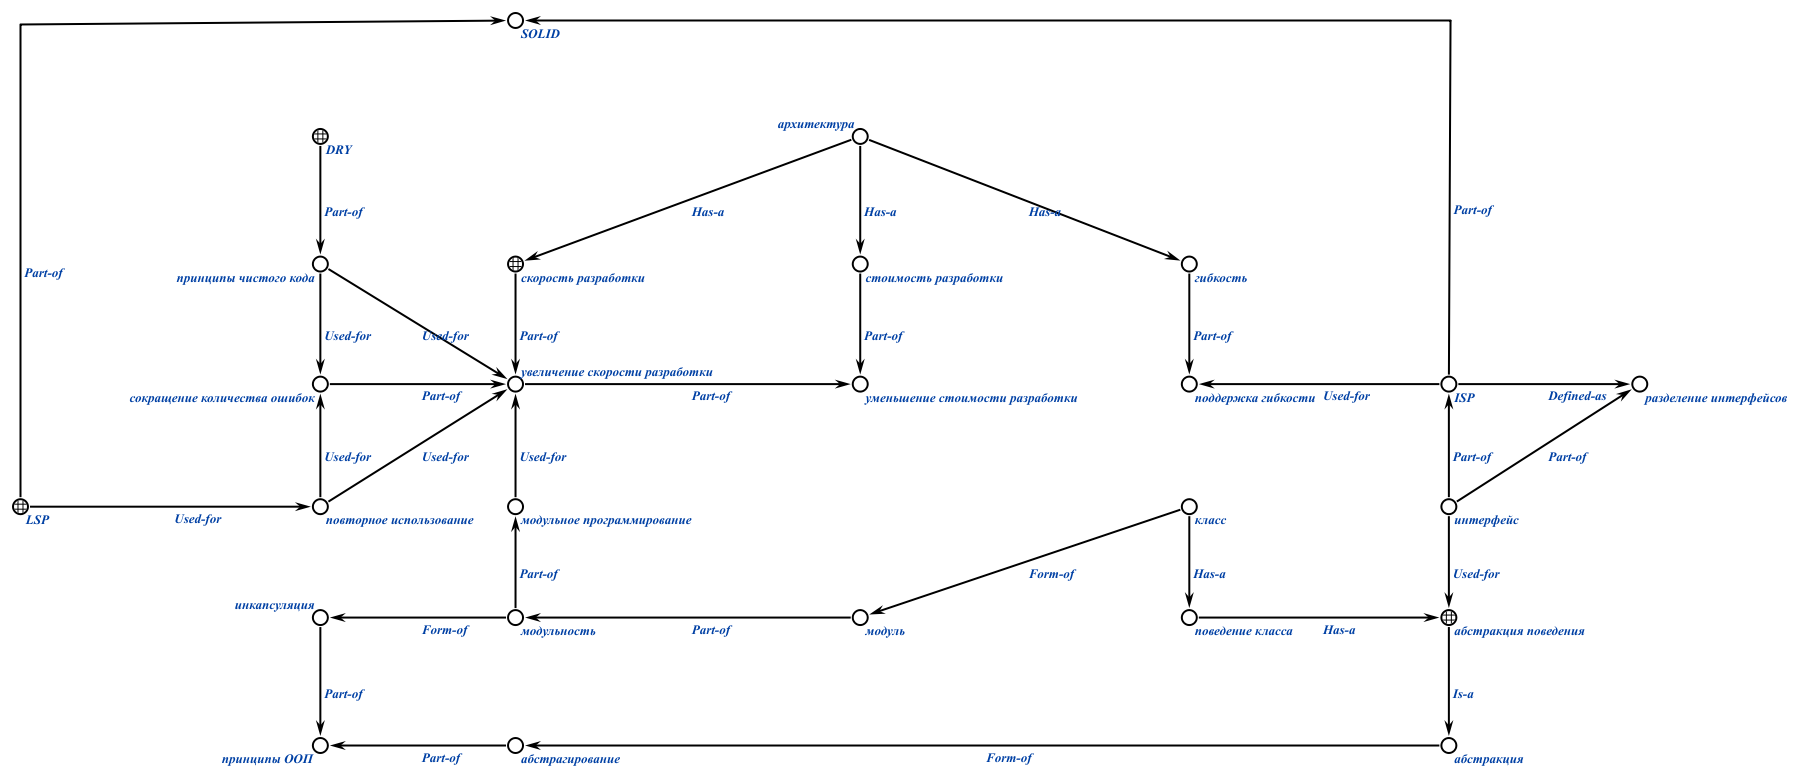 SOLID
архитектура
DRY
Part-of
Part-of
Has-a
Has-a
Has-a
Part-of
принципы чистого кода
скорость разработки
стоимость разработки
гибкость
Used-for
Used-for
Part-of
Part-of
Part-of
увеличение скорости разработки
сокращение количества ошибок
Part-of
Part-of
уменьшение стоимости разработки
поддержка гибкости
Used-for
ISP
Defined-as
разделение интерфейсов
Used-for
Used-for
Used-for
Part-of
Part-of
LSP
Used-for
повторное использование
модульное программирование
класс
интерфейс
Part-of
Form-of
Has-a
Used-for
инкапсуляция
Form-of
модульность
Part-of
модуль
поведение класса
Has-a
абстракция поведения
Part-of
Is-a
принципы ООП
Part-of
абстрагирование
Form-of
абстракция